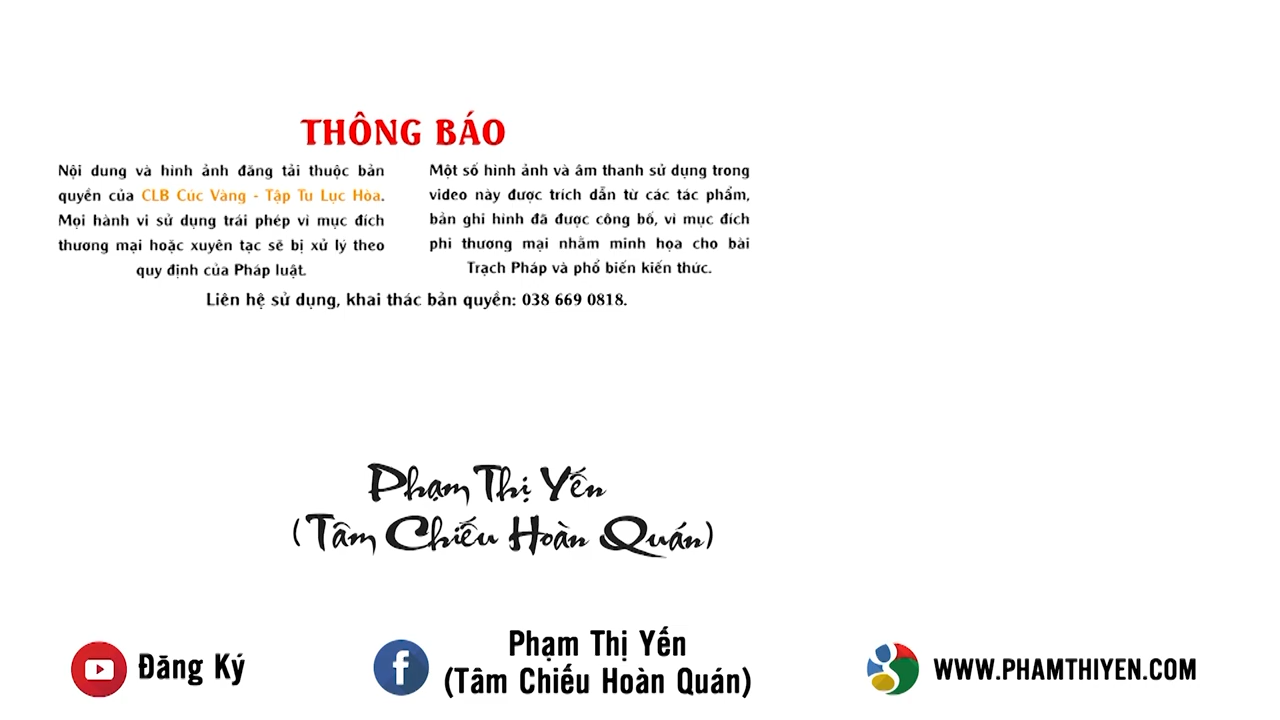 THÔNG BÁO
Nội dung và hình ảnh đăng tải thuộc bản
quyền của CLB Cúc Vàng - Tập Tu Lục Hòa.
Mọi hành vi sử dụng trái phép vì mục đích
thương mại hoặc xuyên tạc sẽ bị xử lý theo
quy định của Pháp luật.
Một số hình ảnh và âm thanh sử dụng trong
video này được trích dẫn từ các tác phẩm,
bản ghi hình đã được công bố, vì mục đích
phi thương mại nhằm minh họa cho bài
Trạch Pháp và phổ biến kiến thức.
Liên hệ sử dụng, khai thác bản quyền: 038 669 0818.
Phạm Thị Yến
(Tâm Chiếu Hoàn Quán)
Đăng Ký
Phạm Thị Yến
(Tâm Chiếu Hoàn Quán)
WWW.PHAMTHIYEN.COM